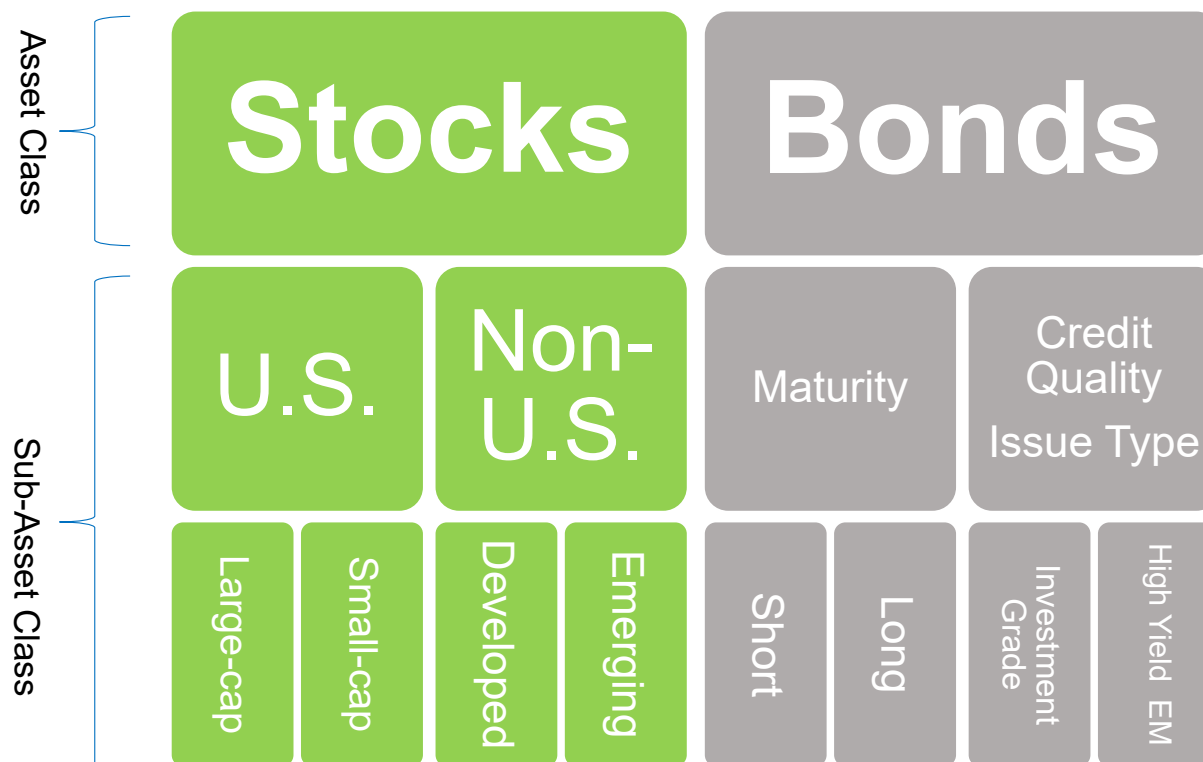 Asset Class
Stocks
Bonds
Sub-Asset Class
U.S.
Non-
U.S.
Maturity
Credit
Quality
Issue Type
Large-cap
Small-cap
Developed
Emerging
Short
Long
Investment
Grade
High Yield EM